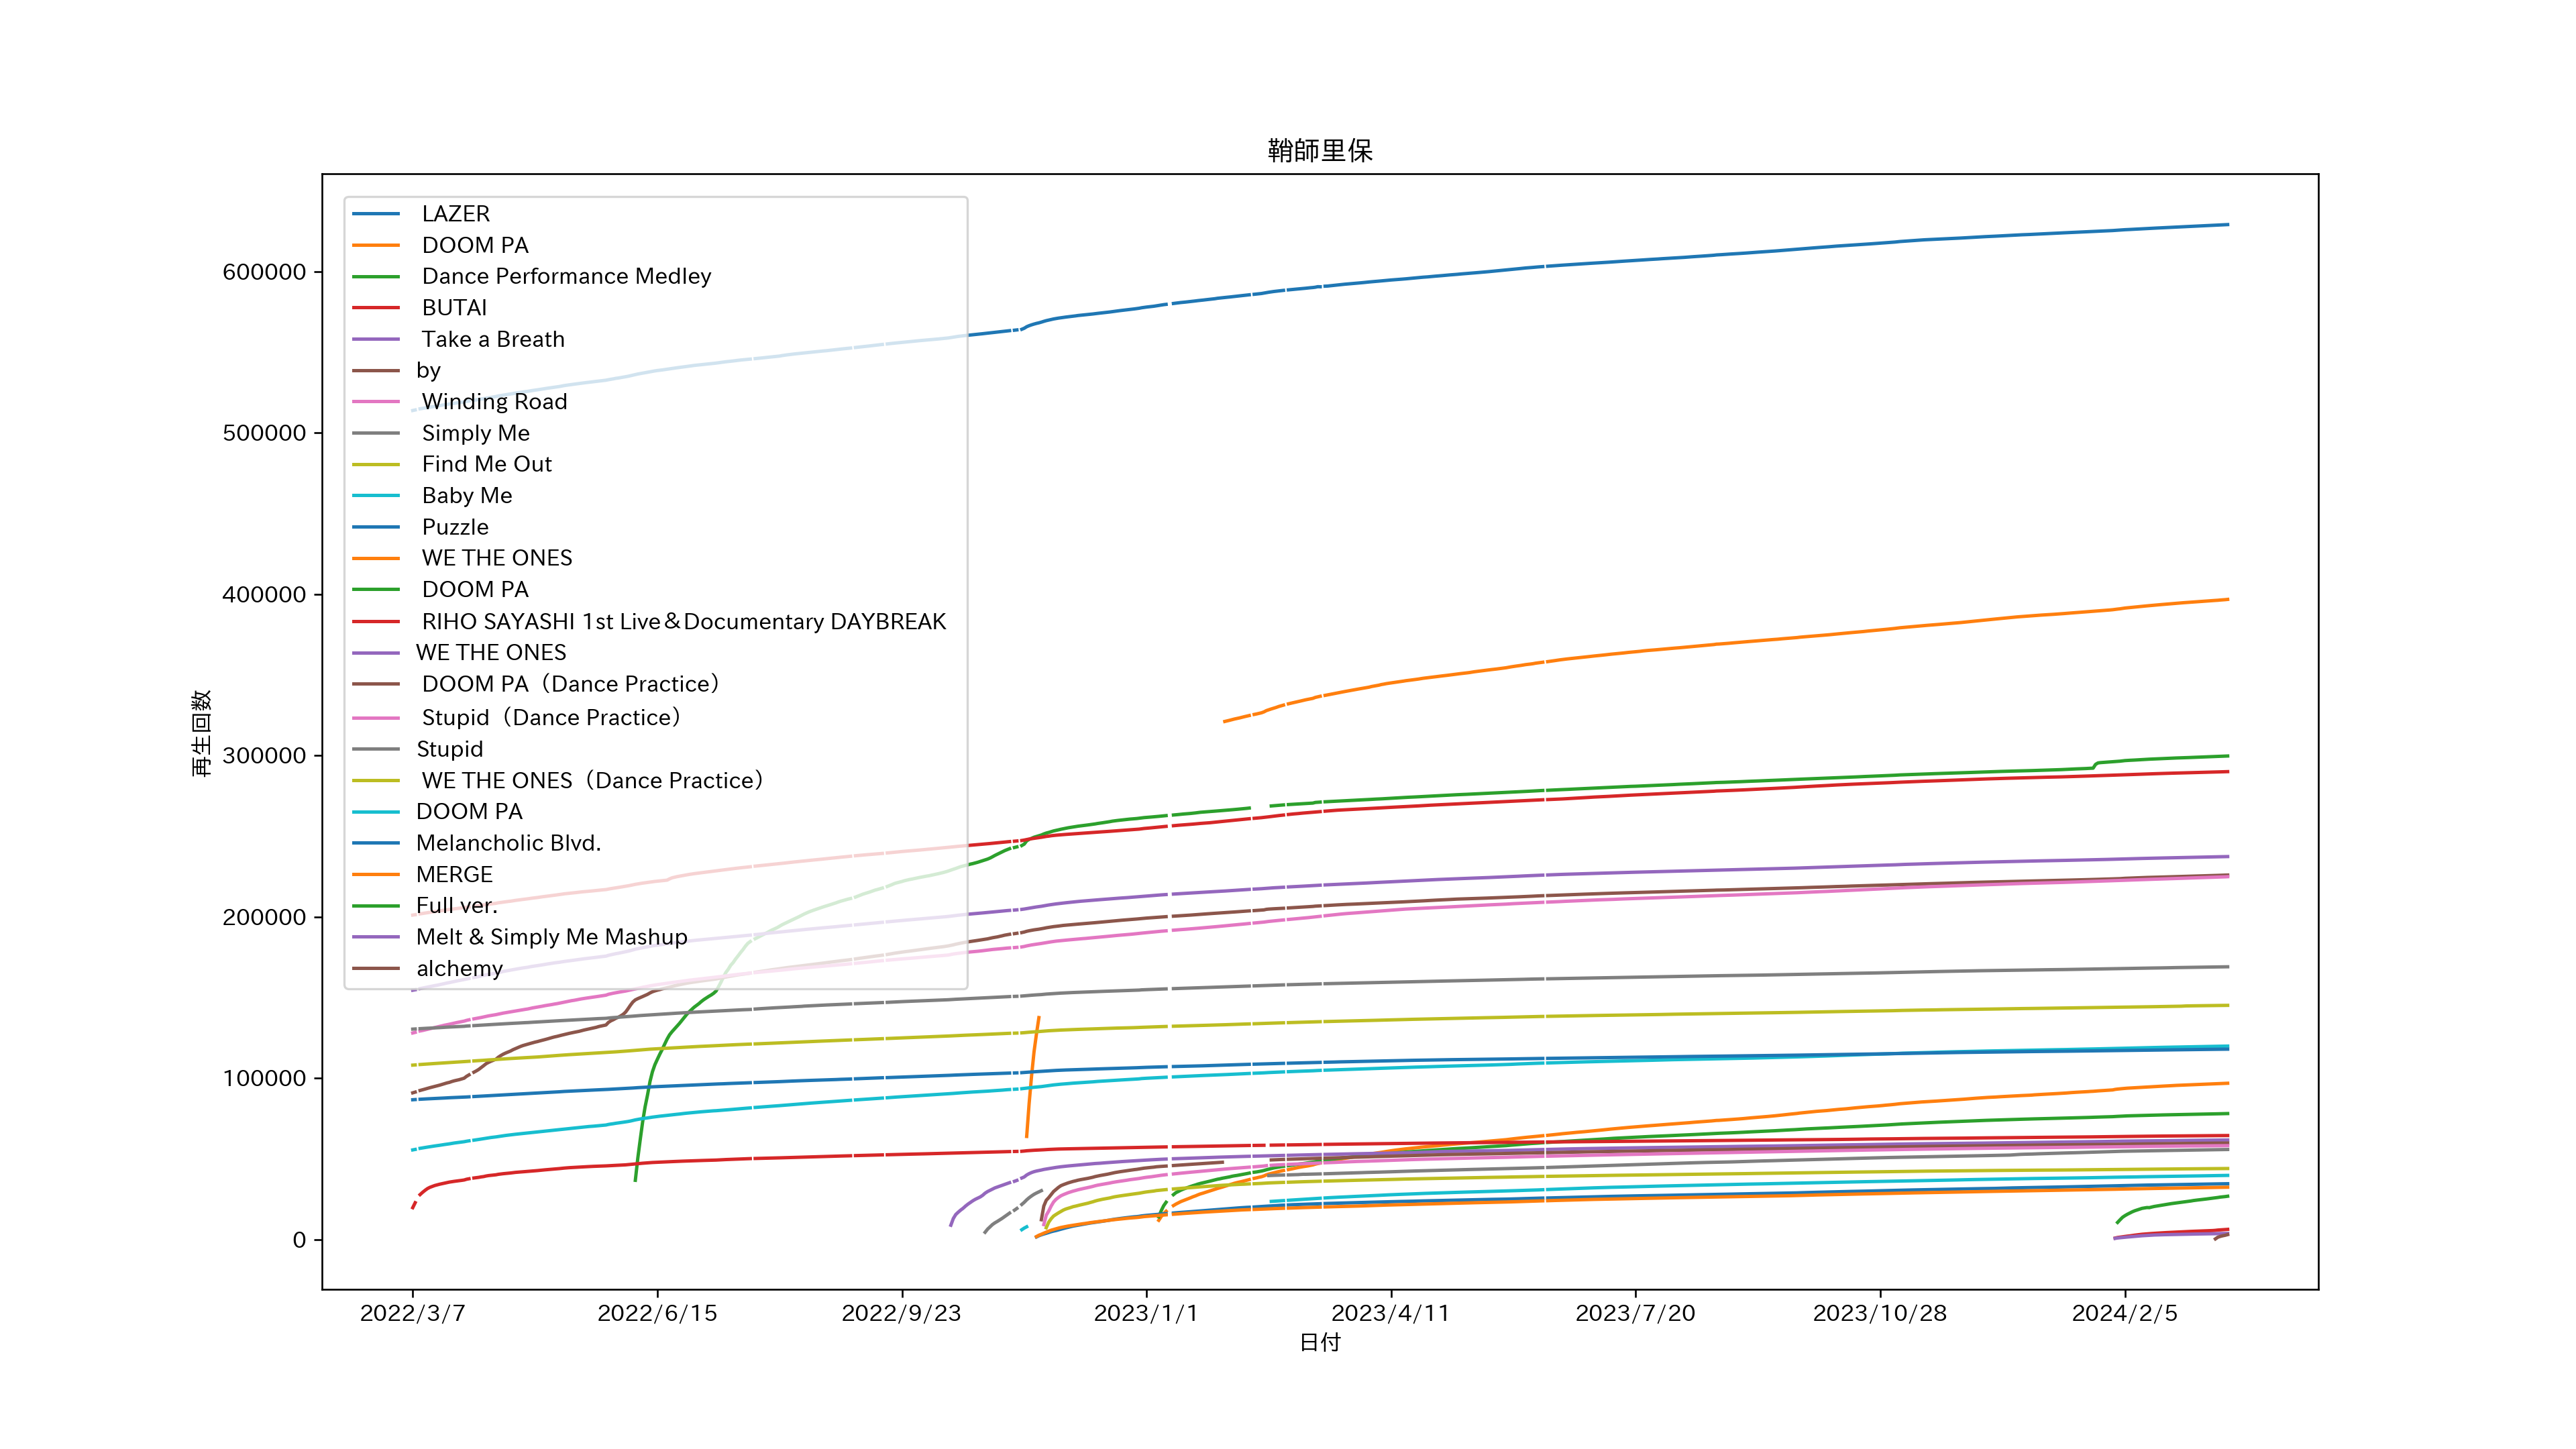 鞘師里保
LAZER
DOOM PA
Dance Performance Medley
BUTAI
Take a Breath
by
Winding Road
Simply Me
Find Me Out
Baby Me
Puzzle
WE THE ONES
DOOM PA
RIHO SAYASHI 1st Live＆Documentary DAYBREAK
WE THE ONES
DOOM PA（Dance Practice）
Stupid（Dance Practice）
Stupid
WE THE ONES（Dance Practice）
DOOM PA
Melancholic Blvd.
MERGE
Full ver.
Melt & Simply Me Mashup
alchemy
600000
500000
400000
300000
200000
100000
0
再生回数
2022/3/7 2022/6/15 2022/9/23 2023/1/1 2023/4/11 2023/7/20 2023/10/28 2024/2/5
日付